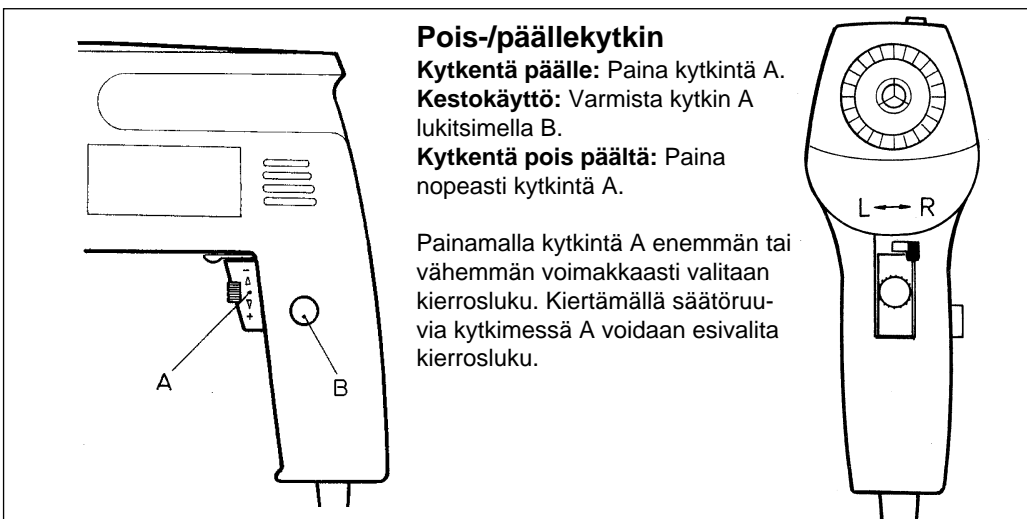 Pois-/päällekytkin
Kytkentä päälle: Paina kytkintä A.
Kestokäyttö: Varmista kytkin A
lukitsimella B.
Kytkentä pois päältä: Paina
nopeasti kytkintä A.
Painamalla kytkintä A enemmän tai
vähemmän voimakkaasti valitaan
kierrosluku. Kiertämällä säätöruu-
via kytkimessä A voidaan esivalita
kierrosluku.
L R
-
+
A
B